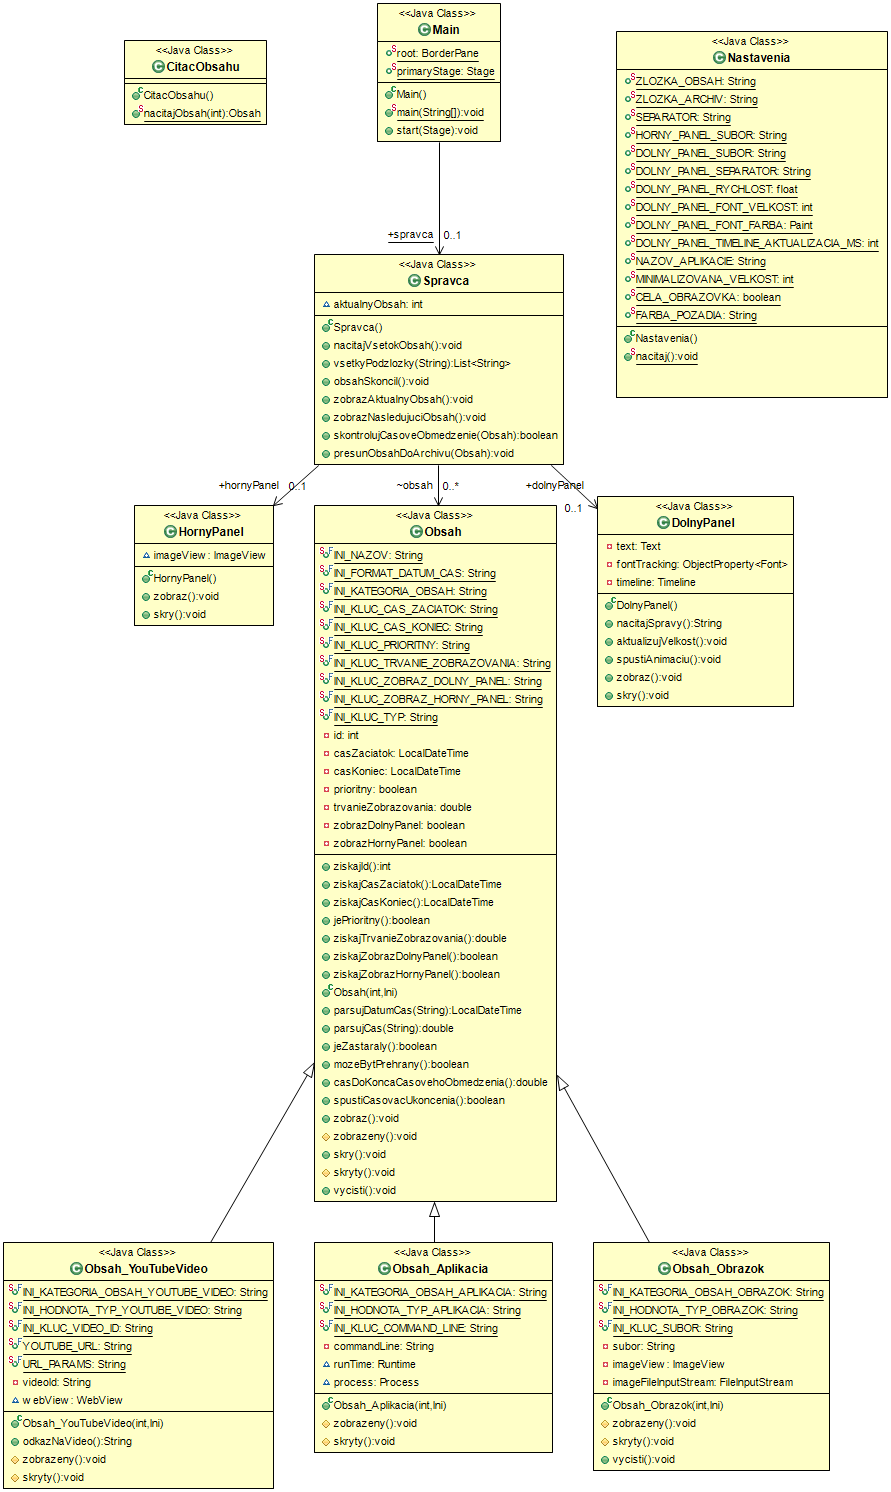 <<Java Class>>
CitacObsahu
CitacObsahu()
nacitajObsah(int):Obsah
<<Java Class>>
Main
root: BorderPane
primaryStage: Stage
Main()
main(String[]):void
start(Stage):void
<<Java Class>>
Nastavenia
ZLOZKA_OBSAH: String
ZLOZKA_ARCHIV: String
SEPARATOR: String
HORNY_PANEL_SUBOR: String
DOLNY_PANEL_SUBOR: String
DOLNY_PANEL_SEPARATOR: String
DOLNY_PANEL_RYCHLOST: float
DOLNY_PANEL_FONT_VELKOST: int
DOLNY_PANEL_FONT_FARBA: Paint
DOLNY_PANEL_TIMELINE_AKTUALIZACIA_MS: int
NAZOV_APLIKACIE: String
MINIMALIZOVANA_VELKOST: int
CELA_OBRAZOVKA: boolean
FARBA_POZADIA: String
Nastavenia()
nacitaj():void
+spravca 0..1
<<Java Class>>
Spravca
aktualnyObsah: int
Spravca()
nacitajVsetokObsah():void
vsetkyPodzlozky(String):List<String>
obsahSkoncil():void
zobrazAktualnyObsah():void
zobrazNasledujuciObsah():void
skontrolujCasoveObmedzenie(Obsah):boolean
presunObsahDoArchivu(Obsah):void
+hornyPanel 0..1
~obsah 0..*
+dolnyPanel
0..1
<<Java Class>>
HornyPanel
imageView: ImageView
HornyPanel()
zobraz():void
skry():void
<<Java Class>>
Obsah
INI_NAZOV: String
INI_FORMAT_DATUM_CAS: String
INI_KATEGORIA_OBSAH: String
INI_KLUC_CAS_ZACIATOK: String
INI_KLUC_CAS_KONIEC: String
INI_KLUC_PRIORITNY: String
INI_KLUC_TRVANIE_ZOBRAZOVANIA: String
INI_KLUC_ZOBRAZ_DOLNY_PANEL: String
INI_KLUC_ZOBRAZ_HORNY_PANEL: String
INI_KLUC_TYP: String
id: int
casZaciatok: LocalDateTime
casKoniec: LocalDateTime
prioritny: boolean
trvanieZobrazovania: double
zobrazDolnyPanel: boolean
zobrazHornyPanel: boolean
ziskajId():int
ziskajCasZaciatok():LocalDateTime
ziskajCasKoniec():LocalDateTime
jePrioritny():boolean
ziskajTrvanieZobrazovania():double
ziskajZobrazDolnyPanel():boolean
ziskajZobrazHornyPanel():boolean
Obsah(int,Ini)
parsujDatumCas(String):LocalDateTime
parsujCas(String):double
jeZastaraly():boolean
mozeBytPrehrany():boolean
casDoKoncaCasovehoObmedzenia():double
spustiCasovacUkoncenia():boolean
zobraz():void
zobrazeny():void
skry():void
skryty():void
vycisti():void
<<Java Class>>
DolnyPanel
text: Text
fontTracking: ObjectProperty<Font>
timeline: Timeline
DolnyPanel()
nacitajSpravy():String
aktualizujVelkost():void
spustiAnimaciu():void
zobraz():void
skry():void
<<Java Class>>
Obsah_YouTubeVideo
INI_KATEGORIA_OBSAH_YOUTUBE_VIDEO: String
INI_HODNOTA_TYP_YOUTUBE_VIDEO: String
INI_KLUC_VIDEO_ID: String
YOUTUBE_URL: String
URL_PARAMS: String
videoId: String
webView: WebView
Obsah_YouTubeVideo(int,Ini)
odkazNaVideo():String
zobrazeny():void
skryty():void
<<Java Class>>
Obsah_Aplikacia
INI_KATEGORIA_OBSAH_APLIKACIA: String
INI_HODNOTA_TYP_APLIKACIA: String
INI_KLUC_COMMAND_LINE: String
commandLine: String
runTime: Runtime
process: Process
Obsah_Aplikacia(int,Ini)
zobrazeny():void
skryty():void
<<Java Class>>
Obsah_Obrazok
INI_KATEGORIA_OBSAH_OBRAZOK: String
INI_HODNOTA_TYP_OBRAZOK: String
INI_KLUC_SUBOR: String
subor: String
imageView: ImageView
imageFileInputStream: FileInputStream
Obsah_Obrazok(int,Ini)
zobrazeny():void
skryty():void
vycisti():void